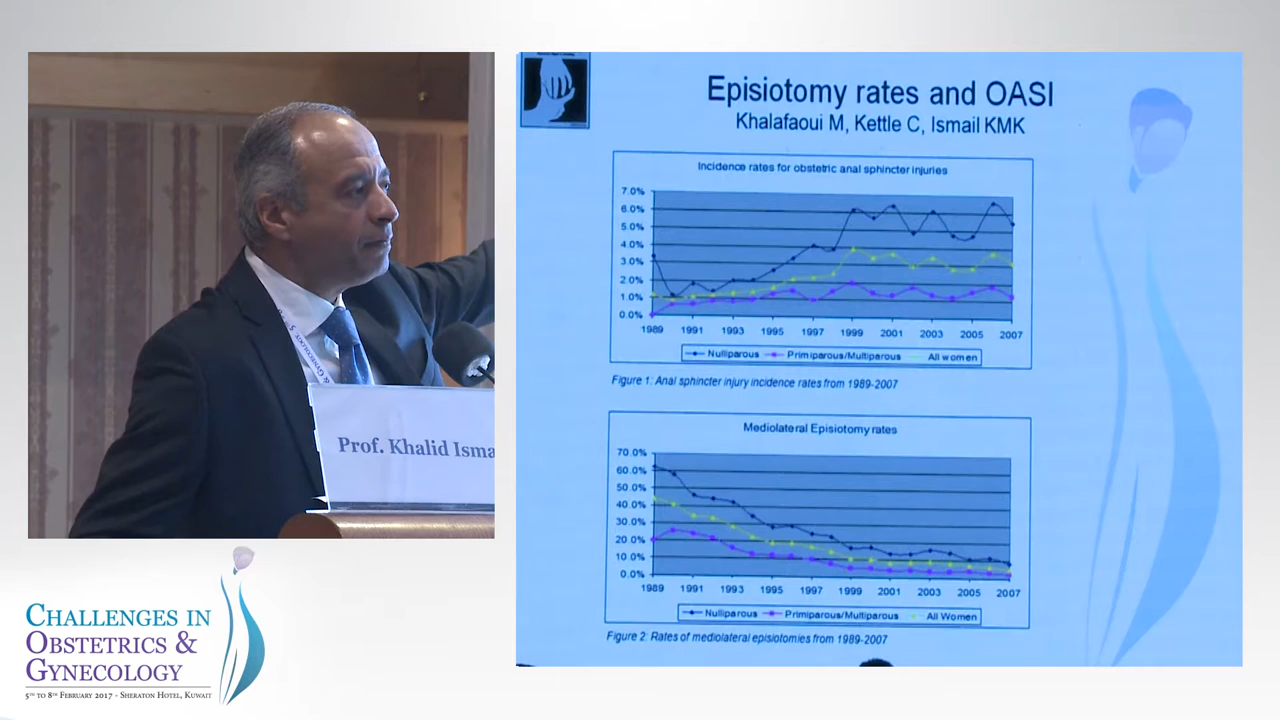 Episiotomy rates and OASI
Khalafaoui M, Kettle C, Ismail KMK
Incidence rates for obstetric anal sphincter injuries
7.0%
6.0%
5.0%
4.0%
3.0%
2.0%
1.0%
0.0%
1989 1991 1993 1995 1997 1999 2001 2003 2005 2007
Nulliparous Primiparous/Multiparous All women
Figure 1: Anal sphincter injury incidence rates from 1989-2007
Mediolateral Episiotomy rates
70.0%
60.0%
50.0%
40.0%
30.0%
20.0%
10.0%
0.0%
1989 1991 1993 1995 1997 1999 2001 2003 2005 2007
Nulliparous Primiparous/Multiparous All Women
Figure 2: Rates of mediolateral episiotomies from 1989-2007
& GYNECOLOGY
Prof. Khalid Isma
CHALLENGES IN
OBSTETRICS &
GYNECOLOGY
5TH TO 8TH FEBRUARY 2017 - SHERATON HOTEL, KUWAIT